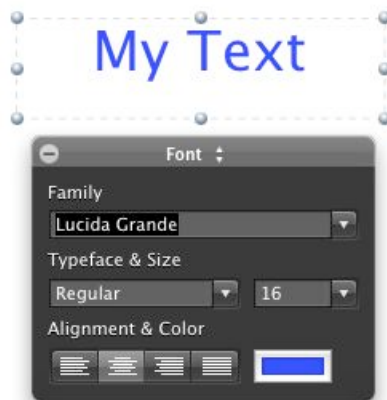 My Text
Font
Family
Lucida Grande
Typeface & Size
Regular 16
Alignment & Color